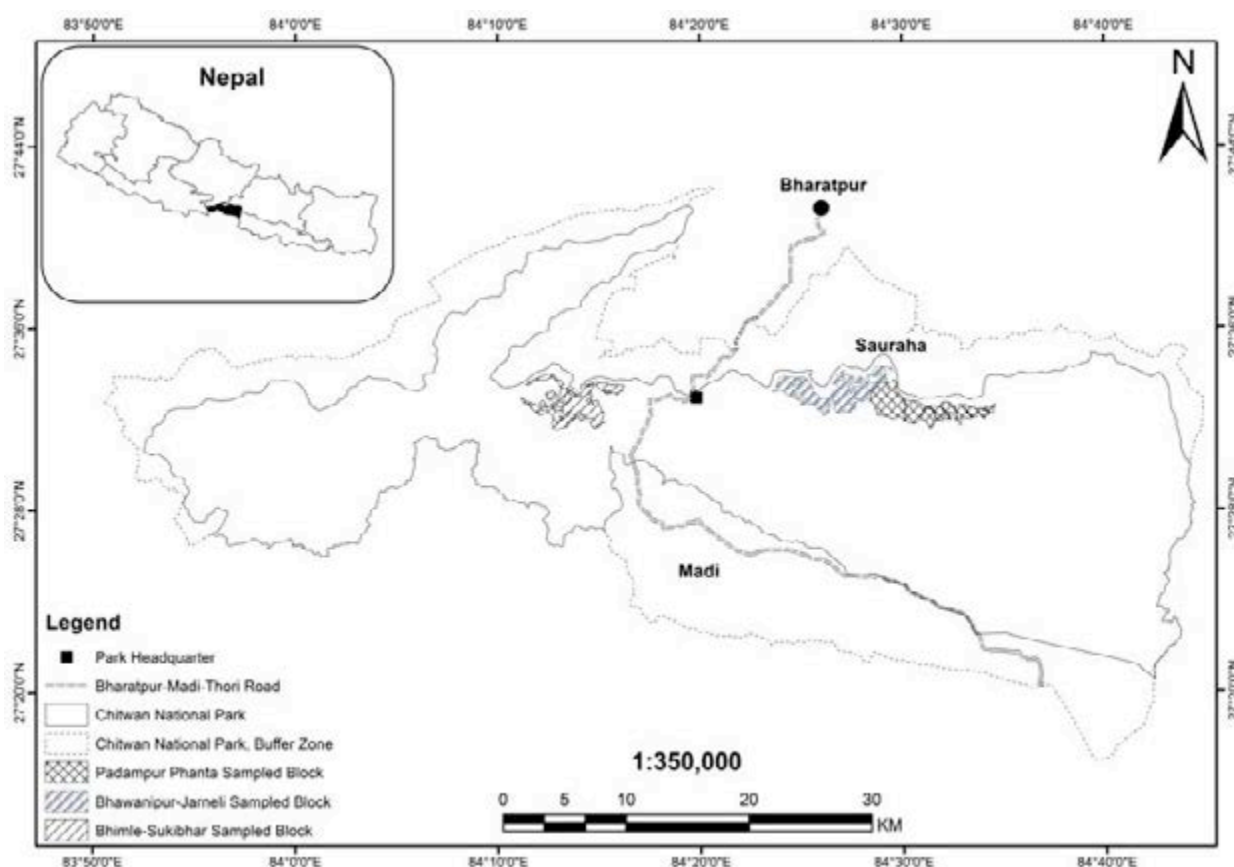 83°50'0"E 84°0'0"E 84°10'0"E 84°20'0"E 84°30'0"E 84°40'0"E
Nepal
N
27°44'0"N
Bharatpur
27°36'0"N
Sauraha
27°28'0"N
Madi
Legend
Park Headquarter
Bharatpur-Madi-Thori Road
27°20'0"N
Chitwan National Park
Chitwan National Park, Buffer Zone
1:350,000
Padampur Phanta Sampled Block
Bhawanipur-Jarneli Sampled Block
0 5 10 20 30
KM
Bhimle-Sukibhar Sampled Block
83°50'0"E 84°0'0"E 84°10'0"E 84°20'0"E 84°30'0"E 84°40'0"E